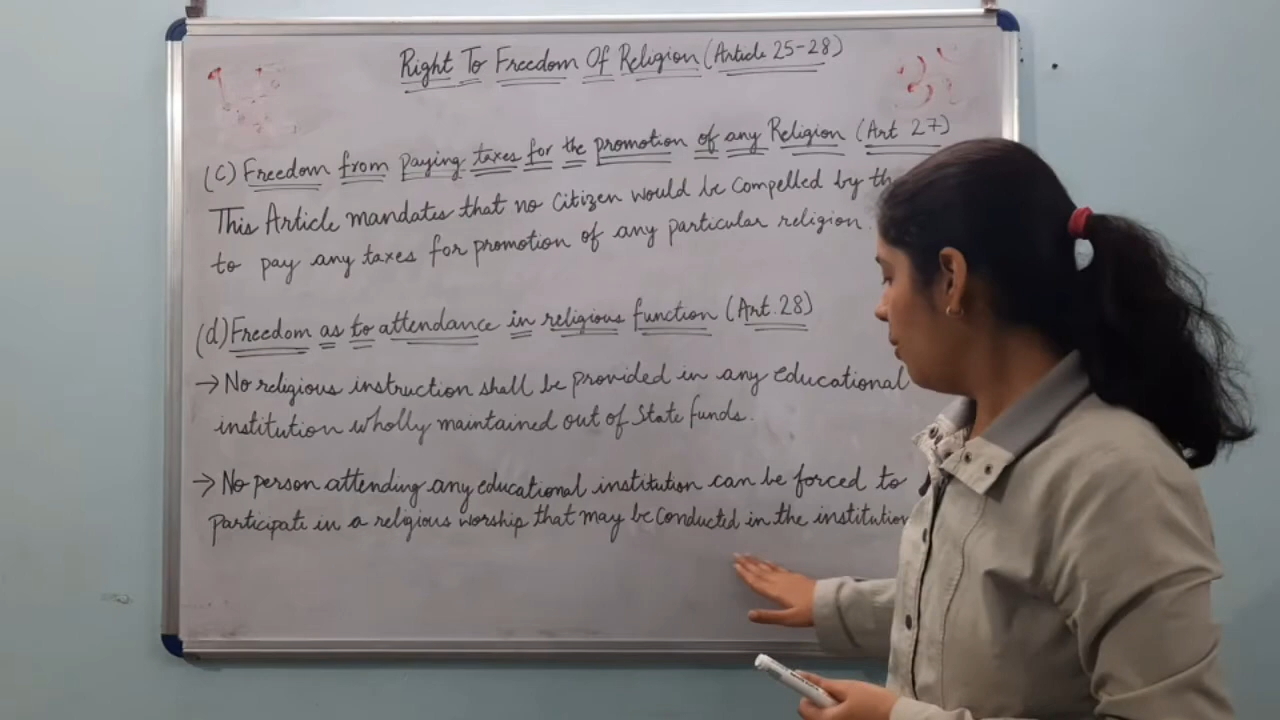 Right To Freedom Of Religion (Article 25-28)
(C) Freedom from paying taxes for the promotion of any Religion (Art 27)
This Article mandates that no Citizen would be compelled by
to pay any taxes for promotion of any particular religion.
(d) Freedom as to attendance in religious function (Art. 28)
→ No religious instruction shall be provided in any educational
institution wholly maintained out of State funds.
→ No person attending any educational institution can be forced to
participate in a religious worship that may be conducted in the institution